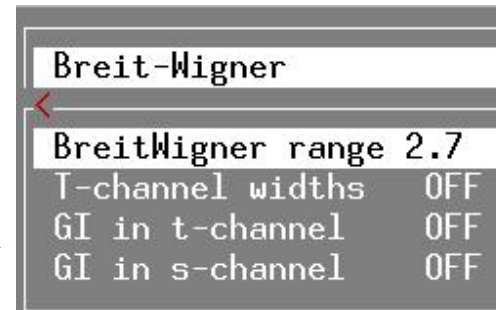 Breit-Wigner
<
BreitWigner range 2.7
T-channel widths OFF
GI in t-channel OFF
GI in s-channel OFF